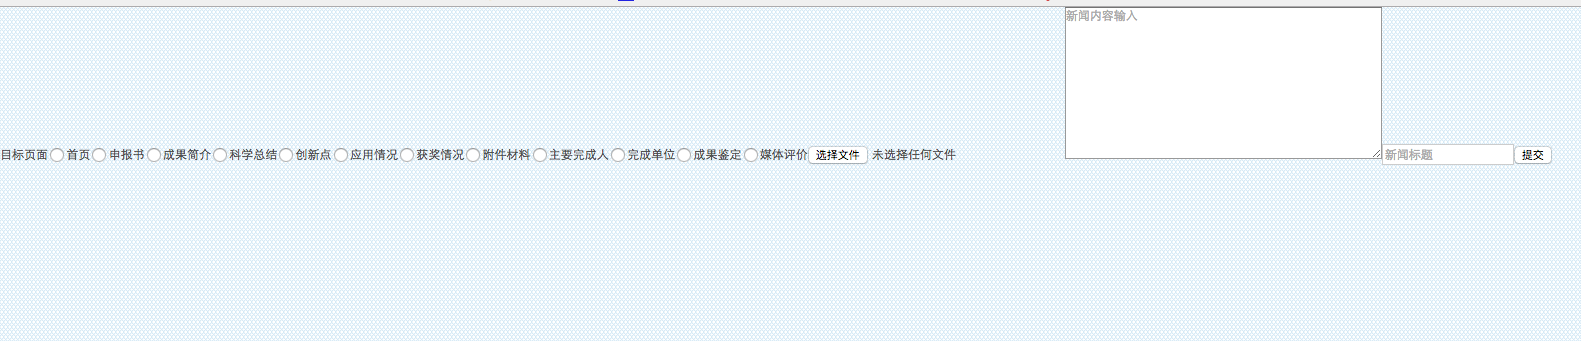 新闻内容输入
目标页面 首页 申报书 成果简介 科学总结 创新点 应用情况 获奖情况 附件材料 主要完成人 完成单位 成果鉴定 媒体评价 选择文件 未选择任何文件 新闻标题 提交